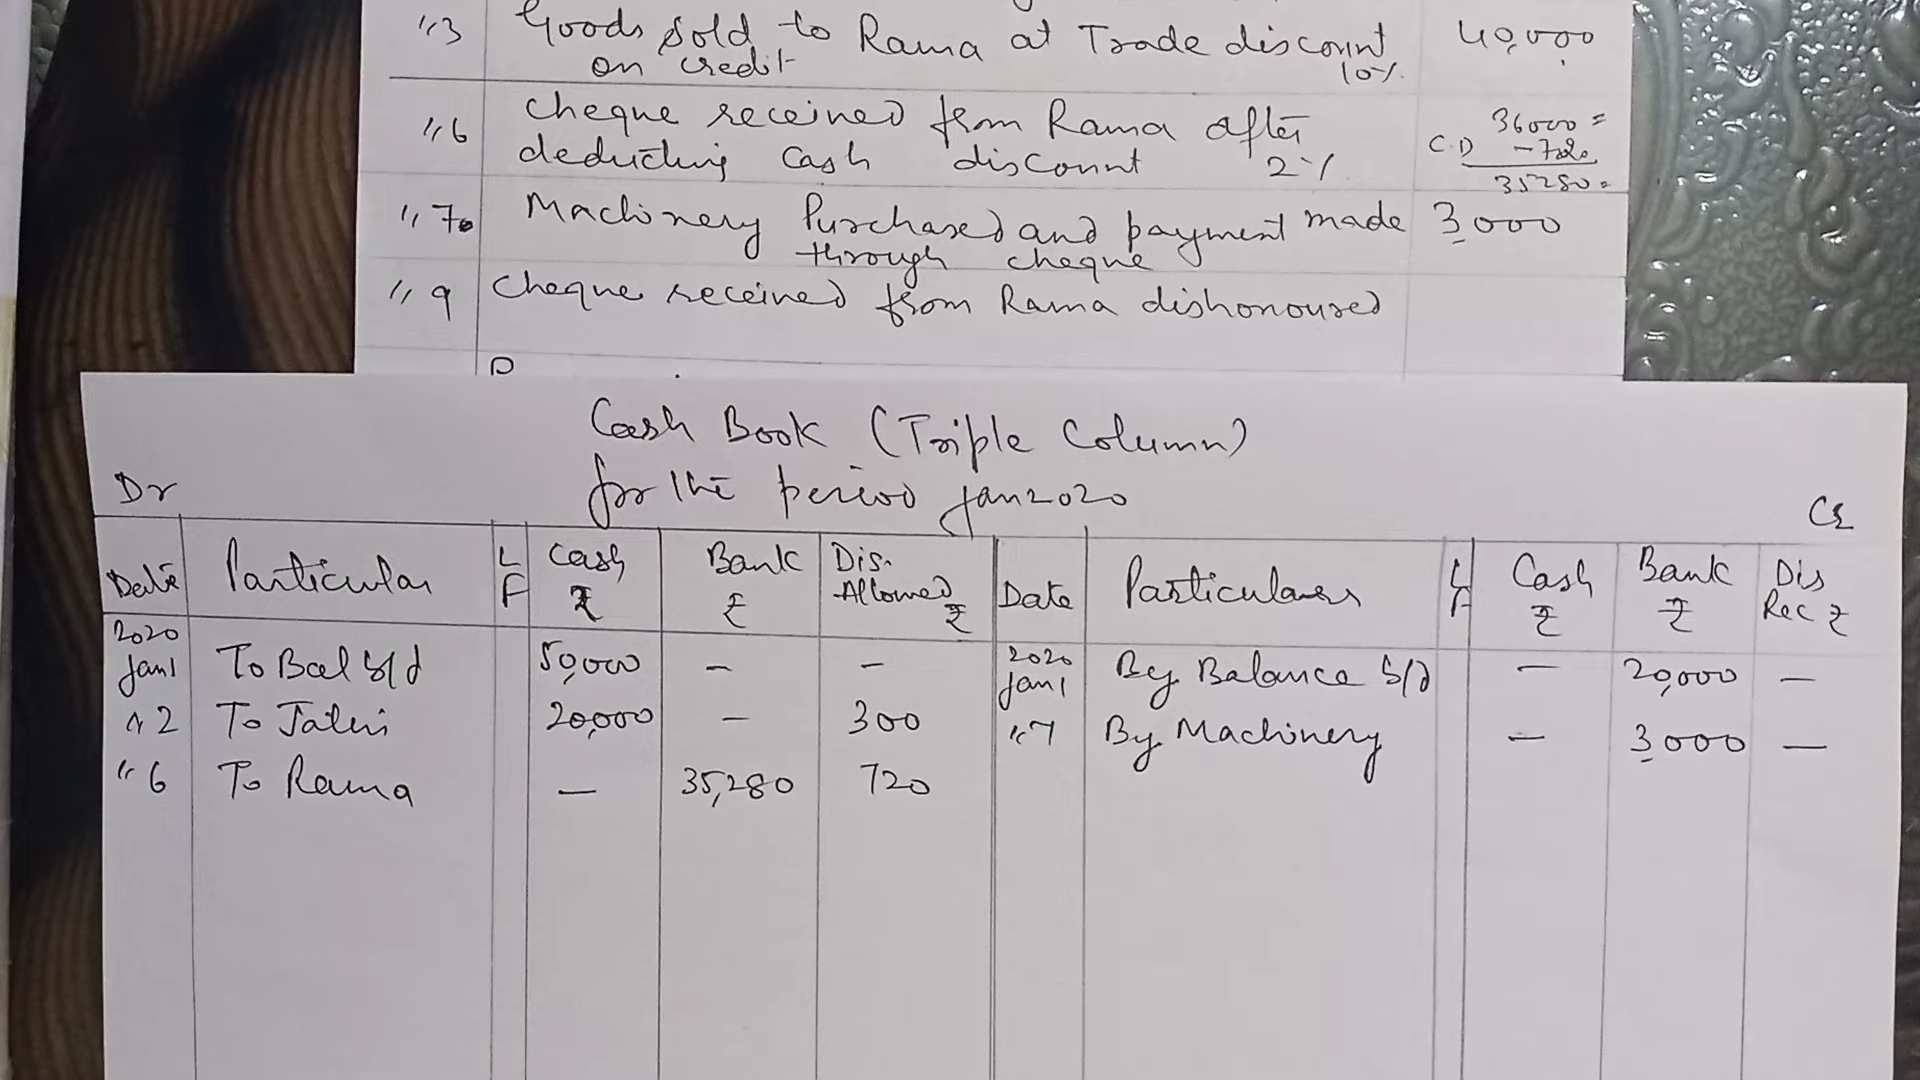 "3 Goods sold to Rama at Trade discount 40,000
on credit 10%.
"6 Cheque received from Rama after 36000=
deducting Cash discount 2% C.D -720
35280=
"7 Machinery Purchased and payment made 3,000
through cheque
"9 Cheque received from Rama dishonoured
Cash Book (Triple Column)
for the period Jan 2020
Dr Cr
Date Particular LF Cash ₹ Bank ₹ Dis. Allowed ₹ Date Particulars LF Cash ₹ Bank ₹ Dis Rec ₹
2020 2020
Jan 1 To Bal b/d 50,000 — — Jan 1 By Balance b/d — 20,000 —
"2 To Jatin 20,000 — 300 "7 By Machinery — 3,000 —
"6 To Rama — 35,280 720